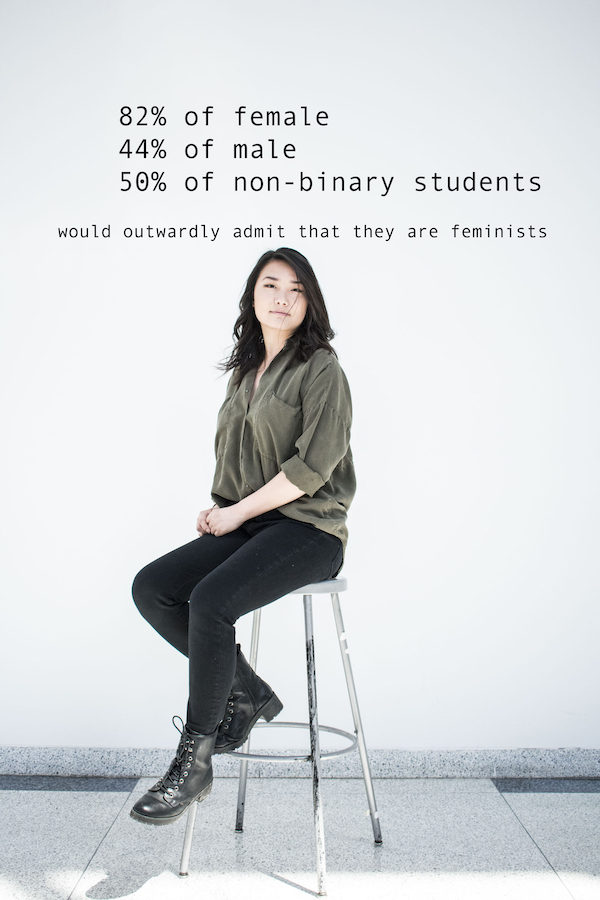 82% of female
44% of male
50% of non-binary students
would outwardly admit that they are feminists